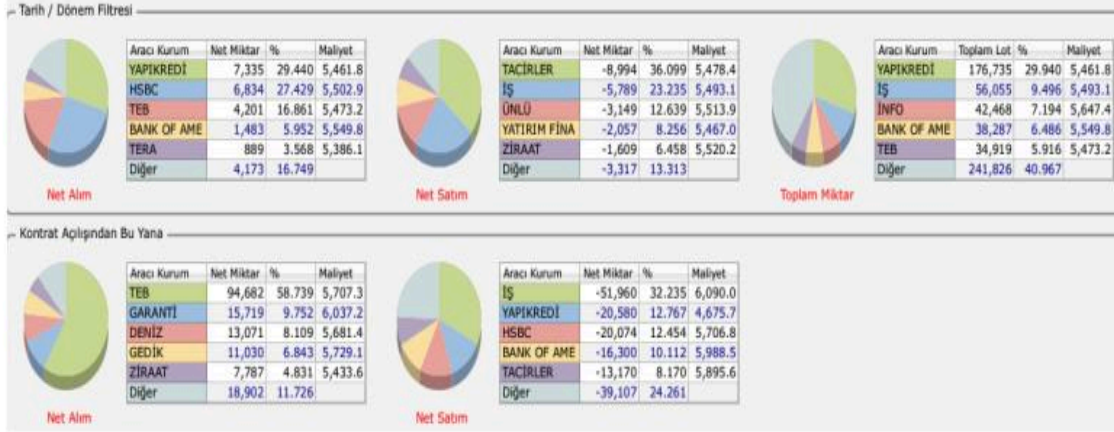 Tarih / Dönem Filtresi
Aracı Kurum Net Miktar % Maliyet
YAPIKREDİ 7,335 29.440 5,461.8
HSBC 6,834 27.429 5,502.9
TEB 4,201 16.861 5,473.2
BANK OF AME 1,483 5.952 5,549.8
TERA 889 3.568 5,386.1
Diğer 4,173 16.749
Net Alım
Aracı Kurum Net Miktar % Maliyet
TACİRLER -8,994 36.099 5,478.4
İŞ -5,789 23.235 5,493.1
ÜNLÜ -3,149 12.639 5,513.9
YATIRIM FİNA -2,057 8.256 5,467.0
ZİRAAT -1,609 6.458 5,520.2
Diğer -3,317 13.313
Net Satım
Aracı Kurum Toplam Lot % Maliyet
YAPIKREDİ 176,735 29.940 5,461.8
İŞ 56,055 9.496 5,493.1
İNFO 42,468 7.194 5,647.4
BANK OF AME 38,287 6.486 5,549.8
TEB 34,919 5.916 5,473.2
Diğer 241,826 40.967
Toplam Miktar
Kontrat Açılışından Bu Yana
Aracı Kurum Net Miktar % Maliyet
TEB 94,682 58.739 5,707.3
GARANTİ 15,719 9.752 6,037.2
DENİZ 13,071 8.109 5,681.4
GEDİK 11,030 6.843 5,729.1
ZİRAAT 7,787 4.831 5,433.6
Diğer 18,902 11.726
Net Alım
Aracı Kurum Net Miktar % Maliyet
İŞ -51,960 32.235 6,090.0
YAPIKREDİ -20,580 12.767 4,675.7
HSBC -20,074 12.454 5,706.8
BANK OF AME -16,300 10.112 5,988.5
TACİRLER -13,170 8.170 5,895.6
Diğer -39,107 24.261
Net Satım